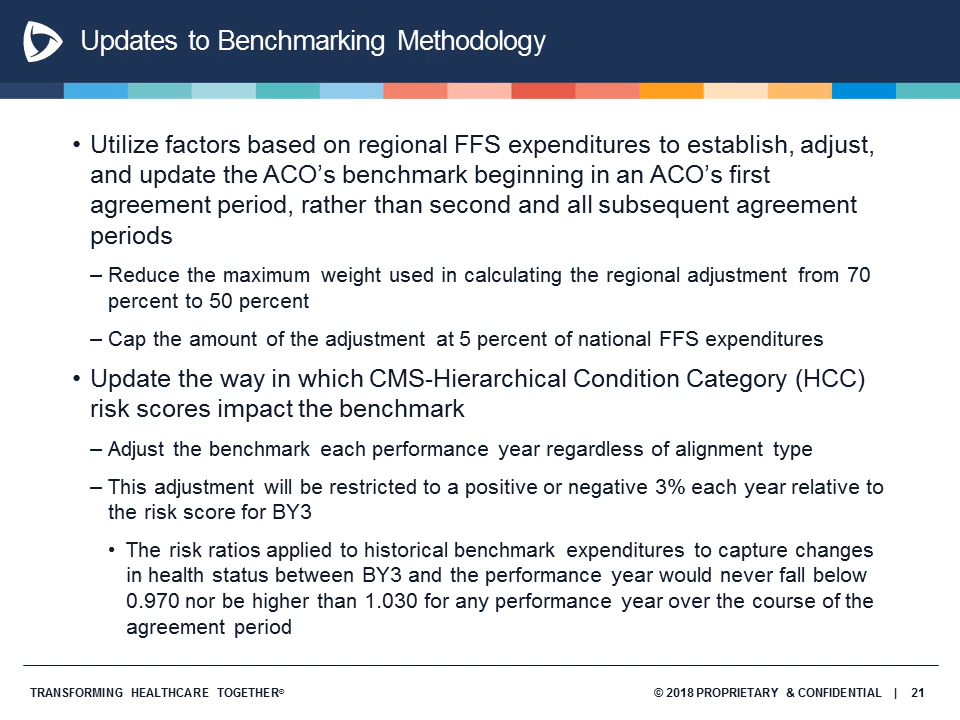 Updates to Benchmarking Methodology
• Utilize factors based on regional FFS expenditures to establish, adjust,
and update the ACO's benchmark beginning in an ACO's first
agreement period, rather than second and all subsequent agreement
periods
– Reduce the maximum weight used in calculating the regional adjustment from 70
percent to 50 percent
– Cap the amount of the adjustment at 5 percent of national FFS expenditures
• Update the way in which CMS-Hierarchical Condition Category (HCC)
risk scores impact the benchmark
– Adjust the benchmark each performance year regardless of alignment type
– This adjustment will be restricted to a positive or negative 3% each year relative to
the risk score for BY3
• The risk ratios applied to historical benchmark expenditures to capture changes
in health status between BY3 and the performance year would never fall below
0.970 nor be higher than 1.030 for any performance year over the course of the
agreement period
TRANSFORMING HEALTHCARE TOGETHER®
© 2018 PROPRIETARY & CONFIDENTIAL | 21